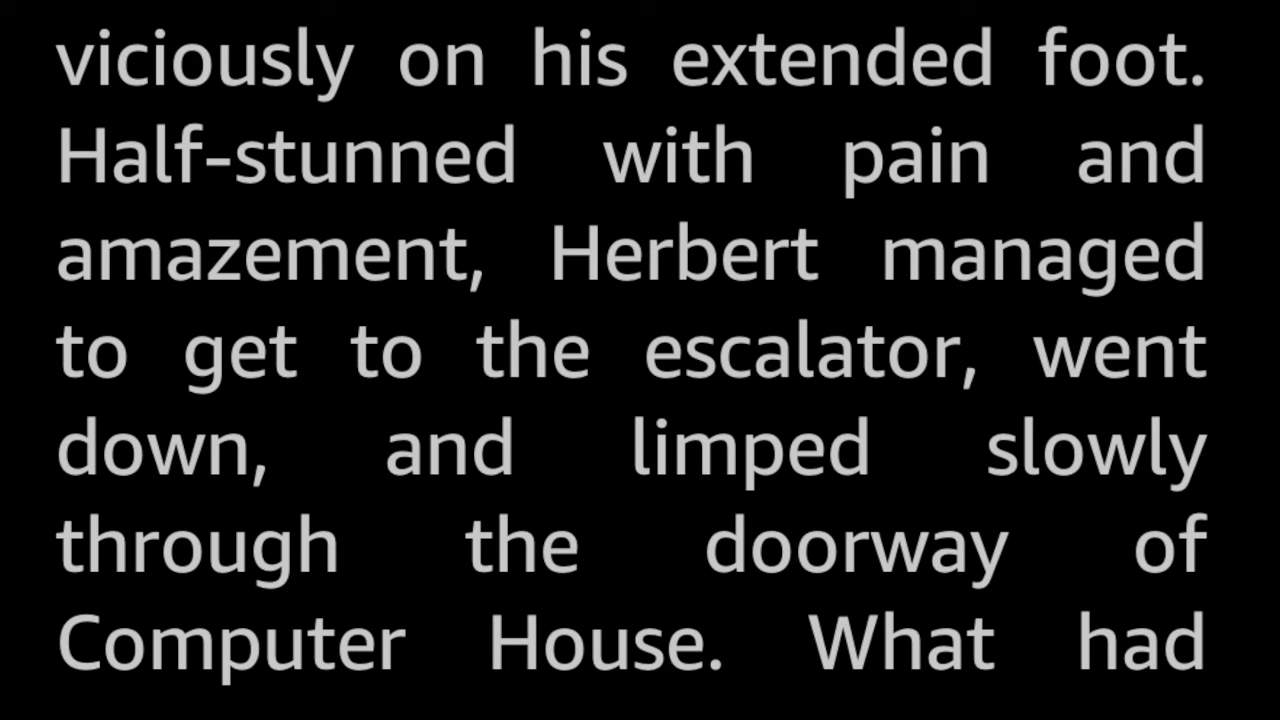 viciously on his extended foot.
Half-stunned with pain and
amazement, Herbert managed
to get to the escalator, went
down, and limped slowly
through the doorway of
Computer House. What had